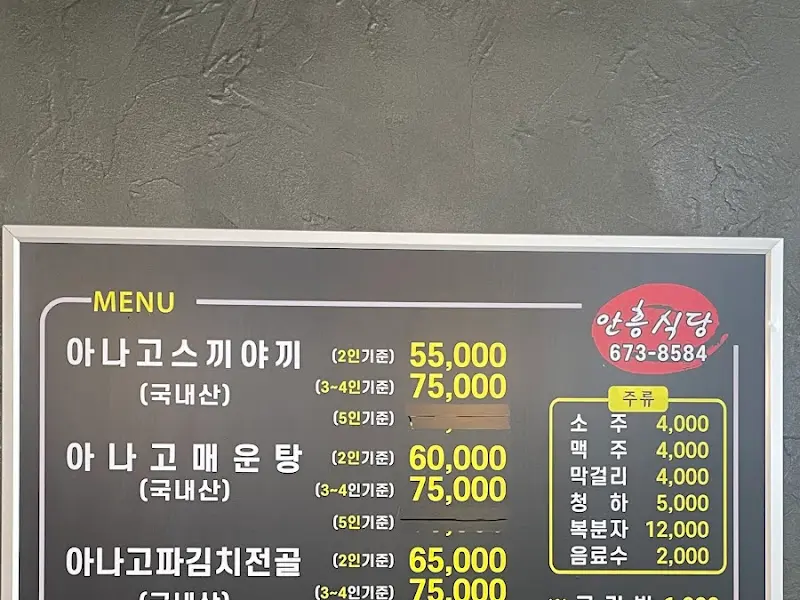 MENU
안흥식당
673-8584
아나고스끼야끼 (2인기준) 55,000
(국내산) (3~4인기준) 75,000
(5인기준)
아나고매운탕 (2인기준) 60,000
(국내산) (3~4인기준) 75,000
(5인기준)
아나고파김치전골 (2인기준) 65,000
(국내산) (3~4인기준) 75,000
주류
소주 4,000
맥주 4,000
막걸리 4,000
청하 5,000
복분자 12,000
음료수 2,000